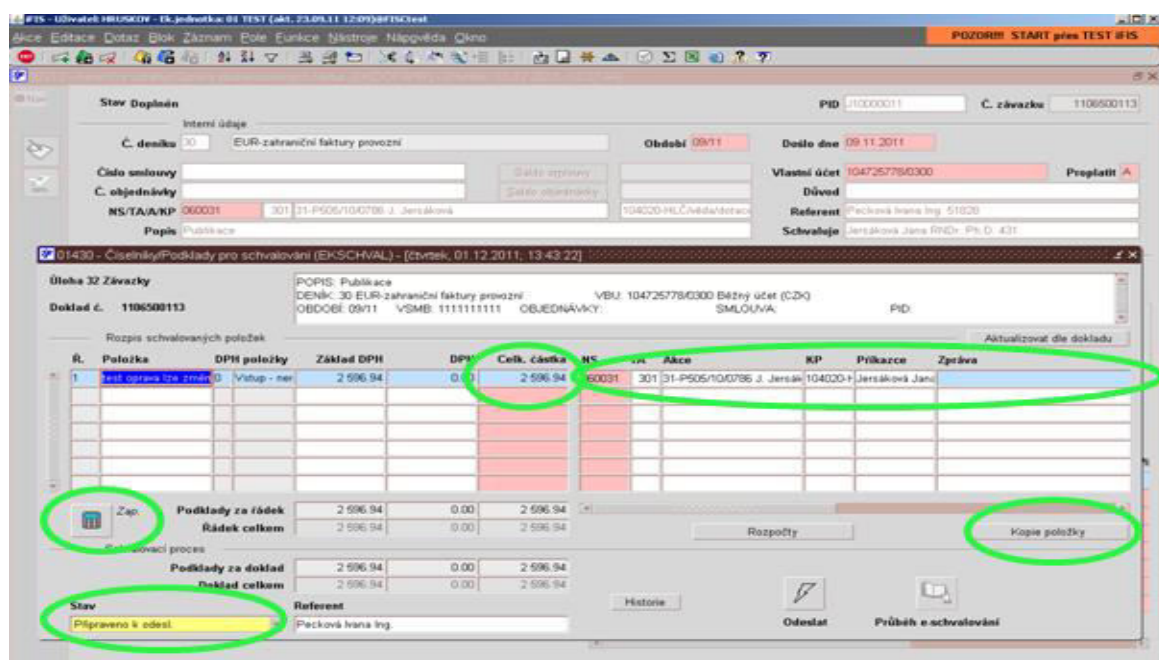 iFIS - Uživatel: HRUSKOV - Ek.jednotka: 01 TEST (akt. 23.09.11 12:09)@FISCtest
Akce Editace Dotaz Blok Záznam Pole Funkce Nástroje Nápověda Okno
POZOR!!! START přes TEST iFIS
Stav Doplněn
PID J10000011
Č. závazku 1106500113
Interní údaje
Č. deníku 30 EUR-zahraniční faktury provozní
Období 09/11
Došlo dne 09.11.2011
Číslo smlouvy
Saldo smlouvy
Vlastní účet 104725778/0300
Proplatit A
Č. objednávky
Saldo objednávky
Důvod
NS/TA/A/KP 060031 301 31-P505/10/0786 J. Jersáková
104020-HLČ/věda/dotace
Referent Pecková Ivana Ing. 51820
Popis Publikace
Schvaluje Jersáková Jana RNDr. Ph.D. 431
01430 - Číselníky/Podklady pro schvalování (EKSCHVAL) - [čtvrtek, 01.12.2011, 13:43:22]
Úloha 32 Závazky
POPIS: Publikace
DENÍK: 30 EUR-zahraniční faktury provozní VBU: 104725778/0300 Běžný účet (CZK)
Doklad č. 1106500113
OBDOBÍ: 09/11 VSMB: 1111111111 OBJEDNÁVKY: SMLOUVA: PID:
Rozpis schvalovaných položek
Aktualizovat dle dokladu
Ř. Položka DPH položky Základ DPH DPH Celk. částka NS TA Akce KP Příkazce Zpráva
1 test oprava lze změn 0 Vstup - ner 2 596.94 0.00 2 596.94 060031 301 31-P505/10/0786 J. Jersák 104020-H Jersáková Jana
Zap.
Podklady za řádek 2 596.94 0.00 2 596.94
Řádek celkem 2 596.94 0.00 2 596.94
Rozpočty
Kopie položky
Schvalovací proces
Podklady za doklad 2 596.94 0.00 2 596.94
Doklad celkem 2 596.94 0.00 2 596.94
Stav
Referent
Historie
Připraveno k odesl.
Pecková Ivana Ing.
Odeslat
Průběh e-schvalování